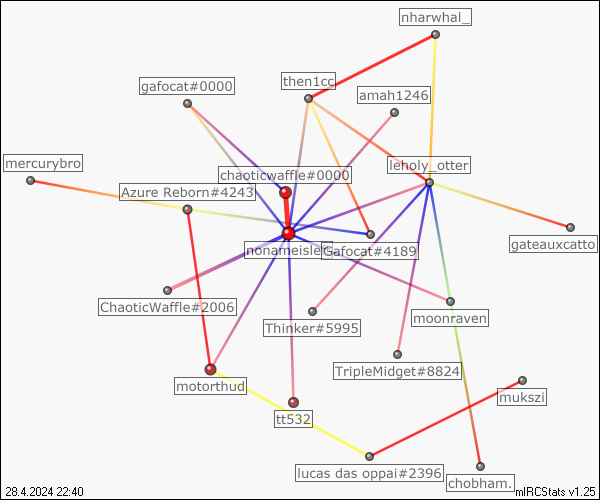 nharwhal_
gafocat#0000
then1cc
amah1246
mercurybro
chaoticwaffle#0000
leholy_otter
Azure Reborn#4243
nonameisleft
Gafocat#4189
gateauxcatto
ChaoticWaffle#2006
Thinker#5995
moonraven
motorthud
TripleMidget#8824
mukszi
tt532
lucas das oppai#2396
chobham.
28.4.2024 22:40
mIRCStats v1.25